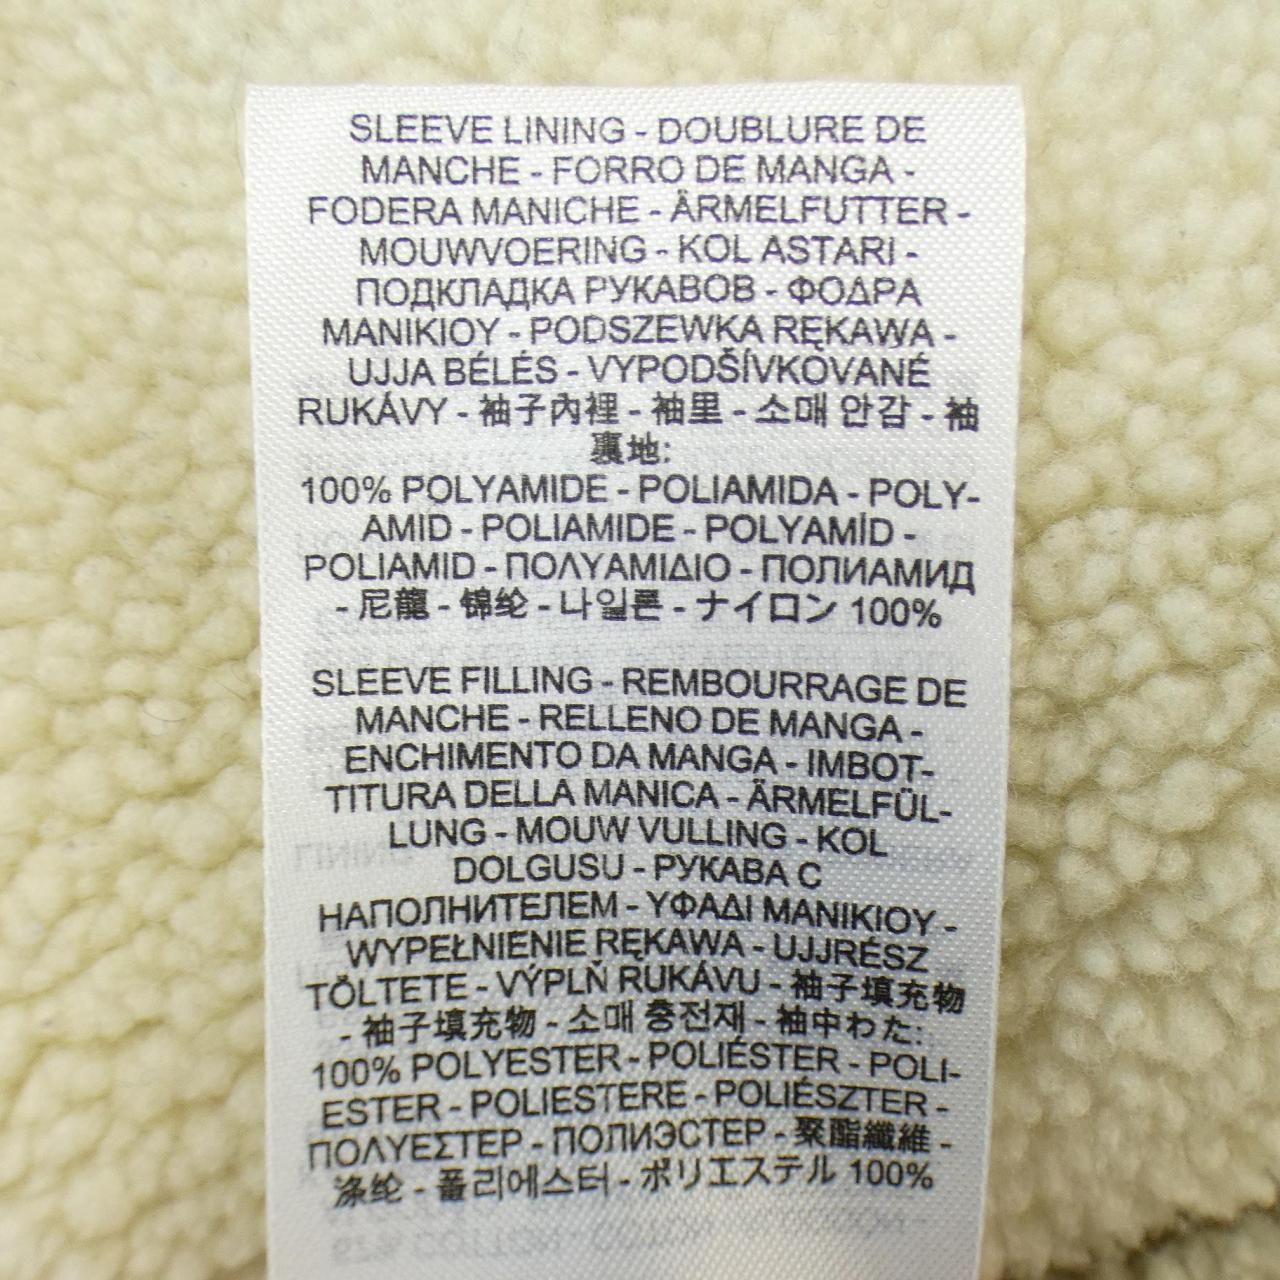 SLEEVE LINING - DOUBLURE DE
MANCHE - FORRO DE MANGA -
FODERA MANICHE - ÄRMELFUTTER -
MOUWVOERING - KOL ASTARI -
ПОДКЛАДКА РУКАВОВ - ΦΟΔΡΑ
ΜΑΝΙΚΙΟΥ - PODSZEWKA RĘKAWA -
UJJA BÉLÉS - VYPODŠÍVKOVANÉ
RUKÁVY - 袖子內裡 - 袖里 - 소매 안감 - 袖
裏地:
100% POLYAMIDE - POLIAMIDA - POLY-
AMID - POLIAMIDE - POLYAMÍD -
POLIAMID - ΠΟΛΥΑΜΙΔΙΟ - ПОЛИАМИД
- 尼龍 - 锦纶 - 나일론 - ナイロン 100%
SLEEVE FILLING - REMBOURRAGE DE
MANCHE - RELLENO DE MANGA -
ENCHIMENTO DA MANGA - IMBOT-
TITURA DELLA MANICA - ÄRMELFÜL-
LUNG - MOUW VULLING - KOL
DOLGUSU - РУКАВА С
НАПОЛНИТЕЛЕМ - ΥΦΑΔΙ ΜΑΝΙΚΙΟΥ -
WYPEŁNIENIE RĘKAWA - UJJRÉSZ
TÖLTETE - VÝPLŇ RUKÁVU - 袖子填充物
- 袖子填充物 - 소매 충전재 - 袖中わた:
100% POLYESTER - POLIÉSTER - POLI-
ESTER - POLIESTERE - POLIÉSZTER -
ΠΟΛΥΕΣΤΕΡ - ПОЛИЭСТЕР - 聚酯纖維 -
涤纶 - 폴리에스터 - ポリエステル 100%